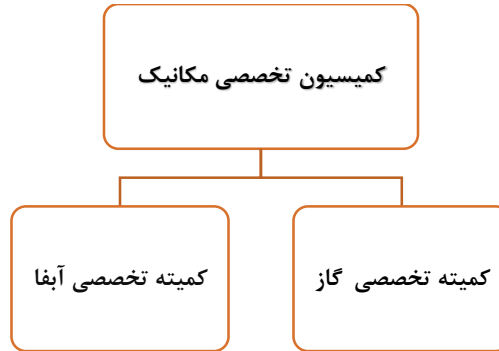 کمیسیون تخصصی مکانیک
کمیته تخصصی گاز
کمیته تخصصی آبفا